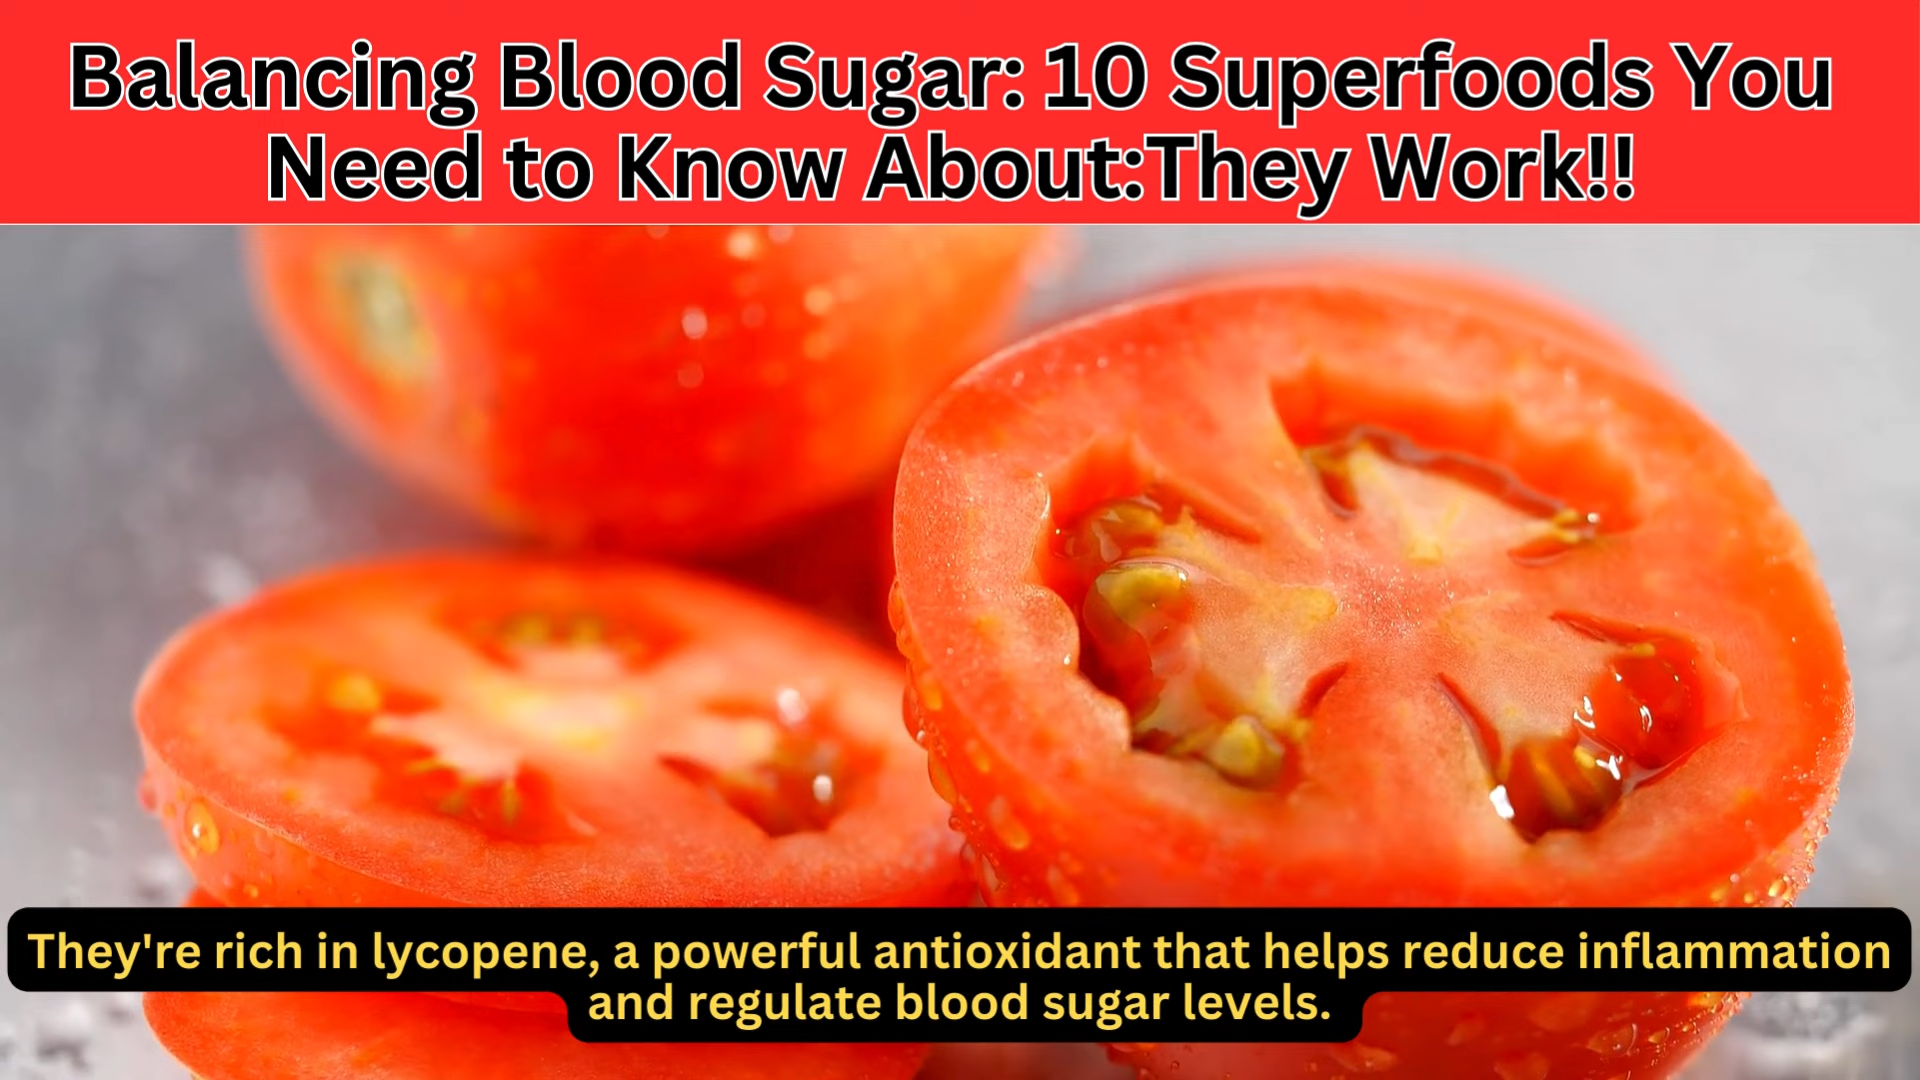 Balancing Blood Sugar: 10 Superfoods You
Need to Know About:They Work!!
They're rich in lycopene, a powerful antioxidant that helps reduce inflammation
and regulate blood sugar levels.